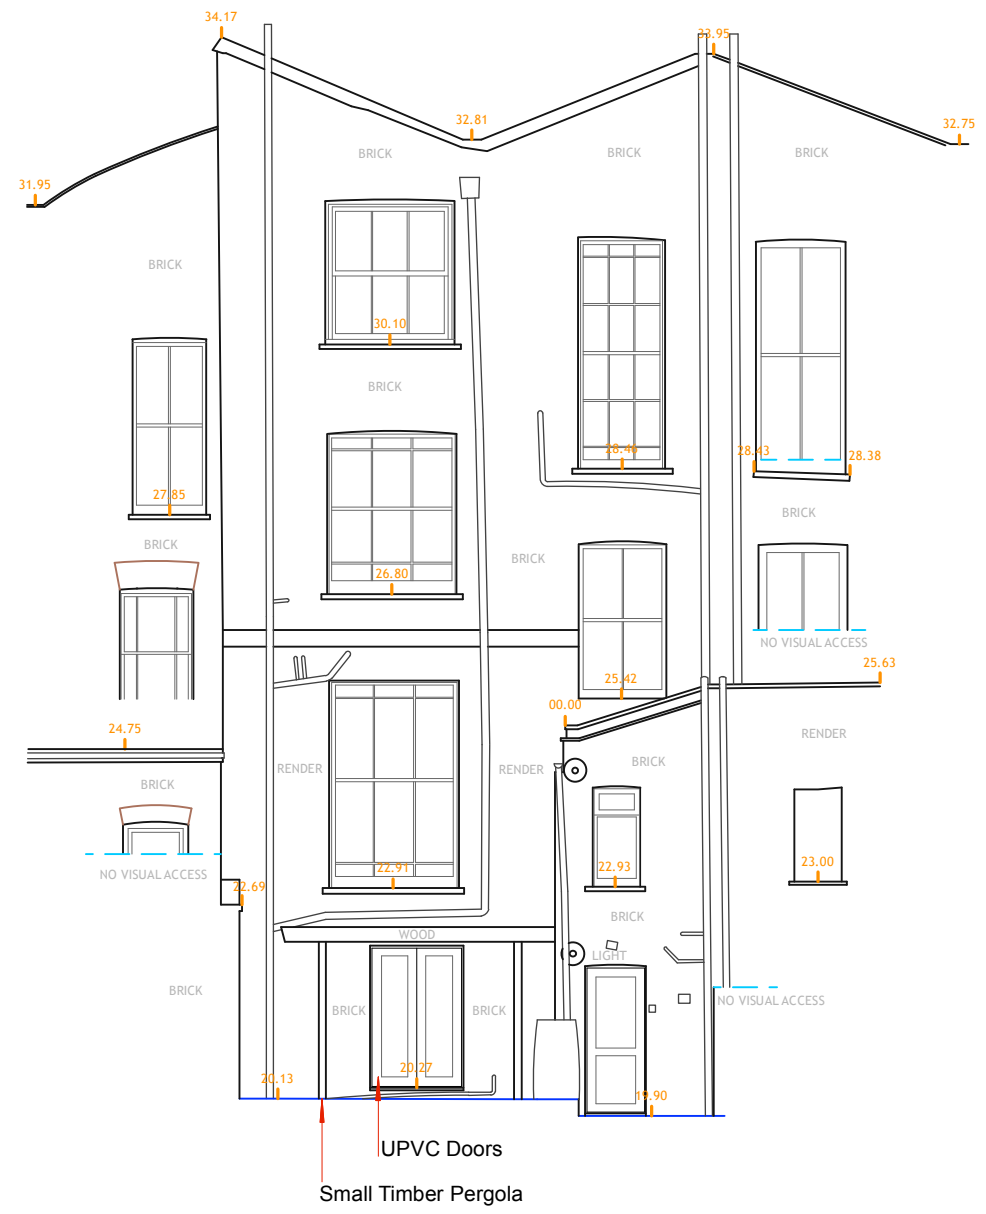 34.17
33.95
32.81
32.75
BRICK
BRICK
BRICK
31.95
BRICK
30.10
BRICK
28.46
28.43
28.38
27.85
BRICK
BRICK
BRICK
26.80
NO VISUAL ACCESS
25.63
25.42
00.00
24.75
RENDER
RENDER
RENDER
BRICK
BRICK
22.91
22.93
23.00
NO VISUAL ACCESS
22.69
BRICK
WOOD
LIGHT
BRICK
BRICK
BRICK
NO VISUAL ACCESS
20.27
20.13
19.90
UPVC Doors
Small Timber Pergola